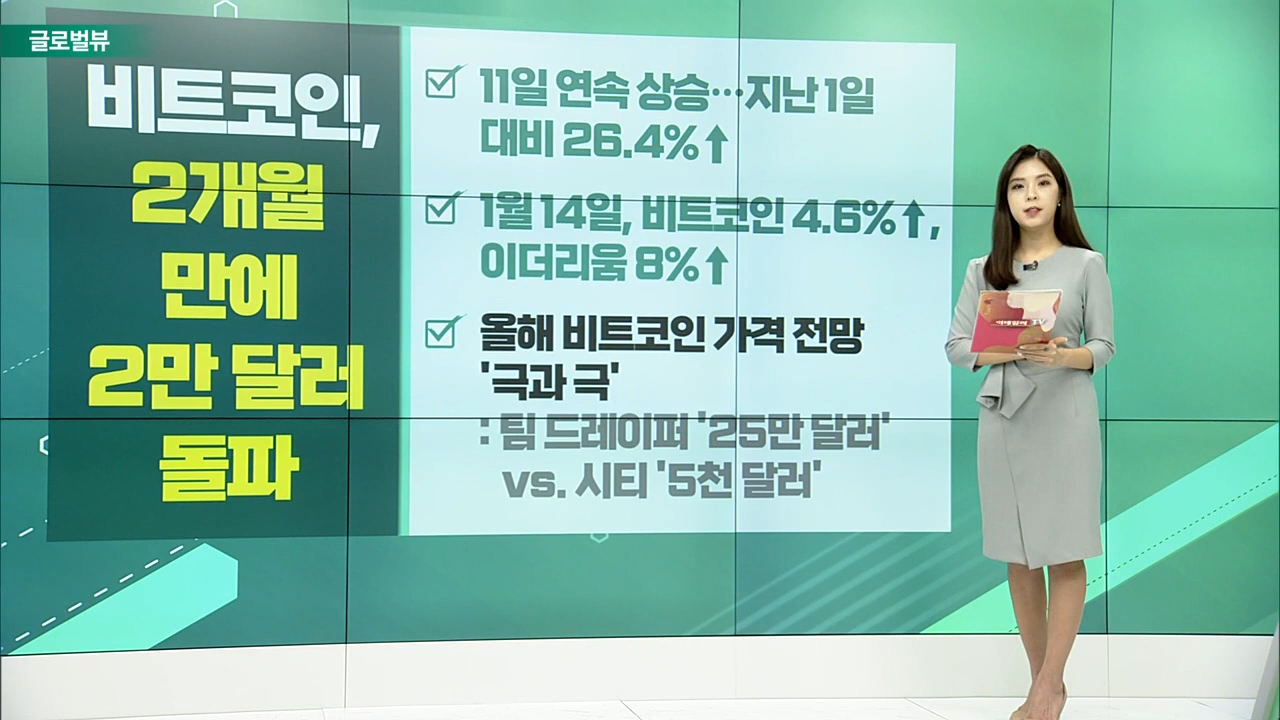 글로벌뷰
비트코인,
2개월
만에
2만 달러
돌파
11일 연속 상승…지난 1일
대비 26.4%↑
1월 14일, 비트코인 4.6%↑,
이더리움 8%↑
올해 비트코인 가격 전망
'극과 극'
: 팀 드레이퍼 '25만 달러'
vs. 시티 '5천 달러'